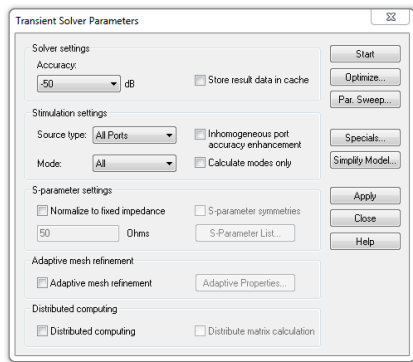 Transient Solver Parameters
Solver settings
Accuracy:
-50 dB
Store result data in cache
Stimulation settings
Source type: All Ports
Inhomogeneous port
accuracy enhancement
Mode: All
Calculate modes only
S-parameter settings
Normalize to fixed impedance
S-parameter symmetries
50 Ohms
S-Parameter List...
Adaptive mesh refinement
Adaptive mesh refinement
Adaptive Properties...
Distributed computing
Distributed computing
Distribute matrix calculation
Start
Optimize...
Par. Sweep...
Specials...
Simplify Model...
Apply
Close
Help